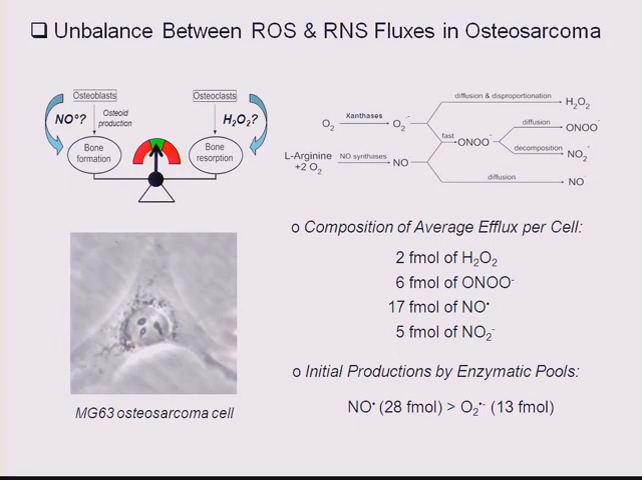 ❑ Unbalance Between ROS & RNS Fluxes in Osteosarcoma
Osteoblasts
Osteoclasts
NO°?
Osteoid
production
H₂O₂?
Bone
formation
Bone
resorption
diffusion & disproportionation
H₂O₂
O₂
Xanthases
O₂⁻
fast
ONOO⁻
diffusion
ONOO⁻
decomposition
NO₂⁻
L-Arginine
+2 O₂
NO synthases
NO
diffusion
NO
o Composition of Average Efflux per Cell:
2 fmol of H₂O₂
6 fmol of ONOO⁻
17 fmol of NO•
5 fmol of NO₂⁻
o Initial Productions by Enzymatic Pools:
NO• (28 fmol) > O₂•⁻ (13 fmol)
MG63 osteosarcoma cell